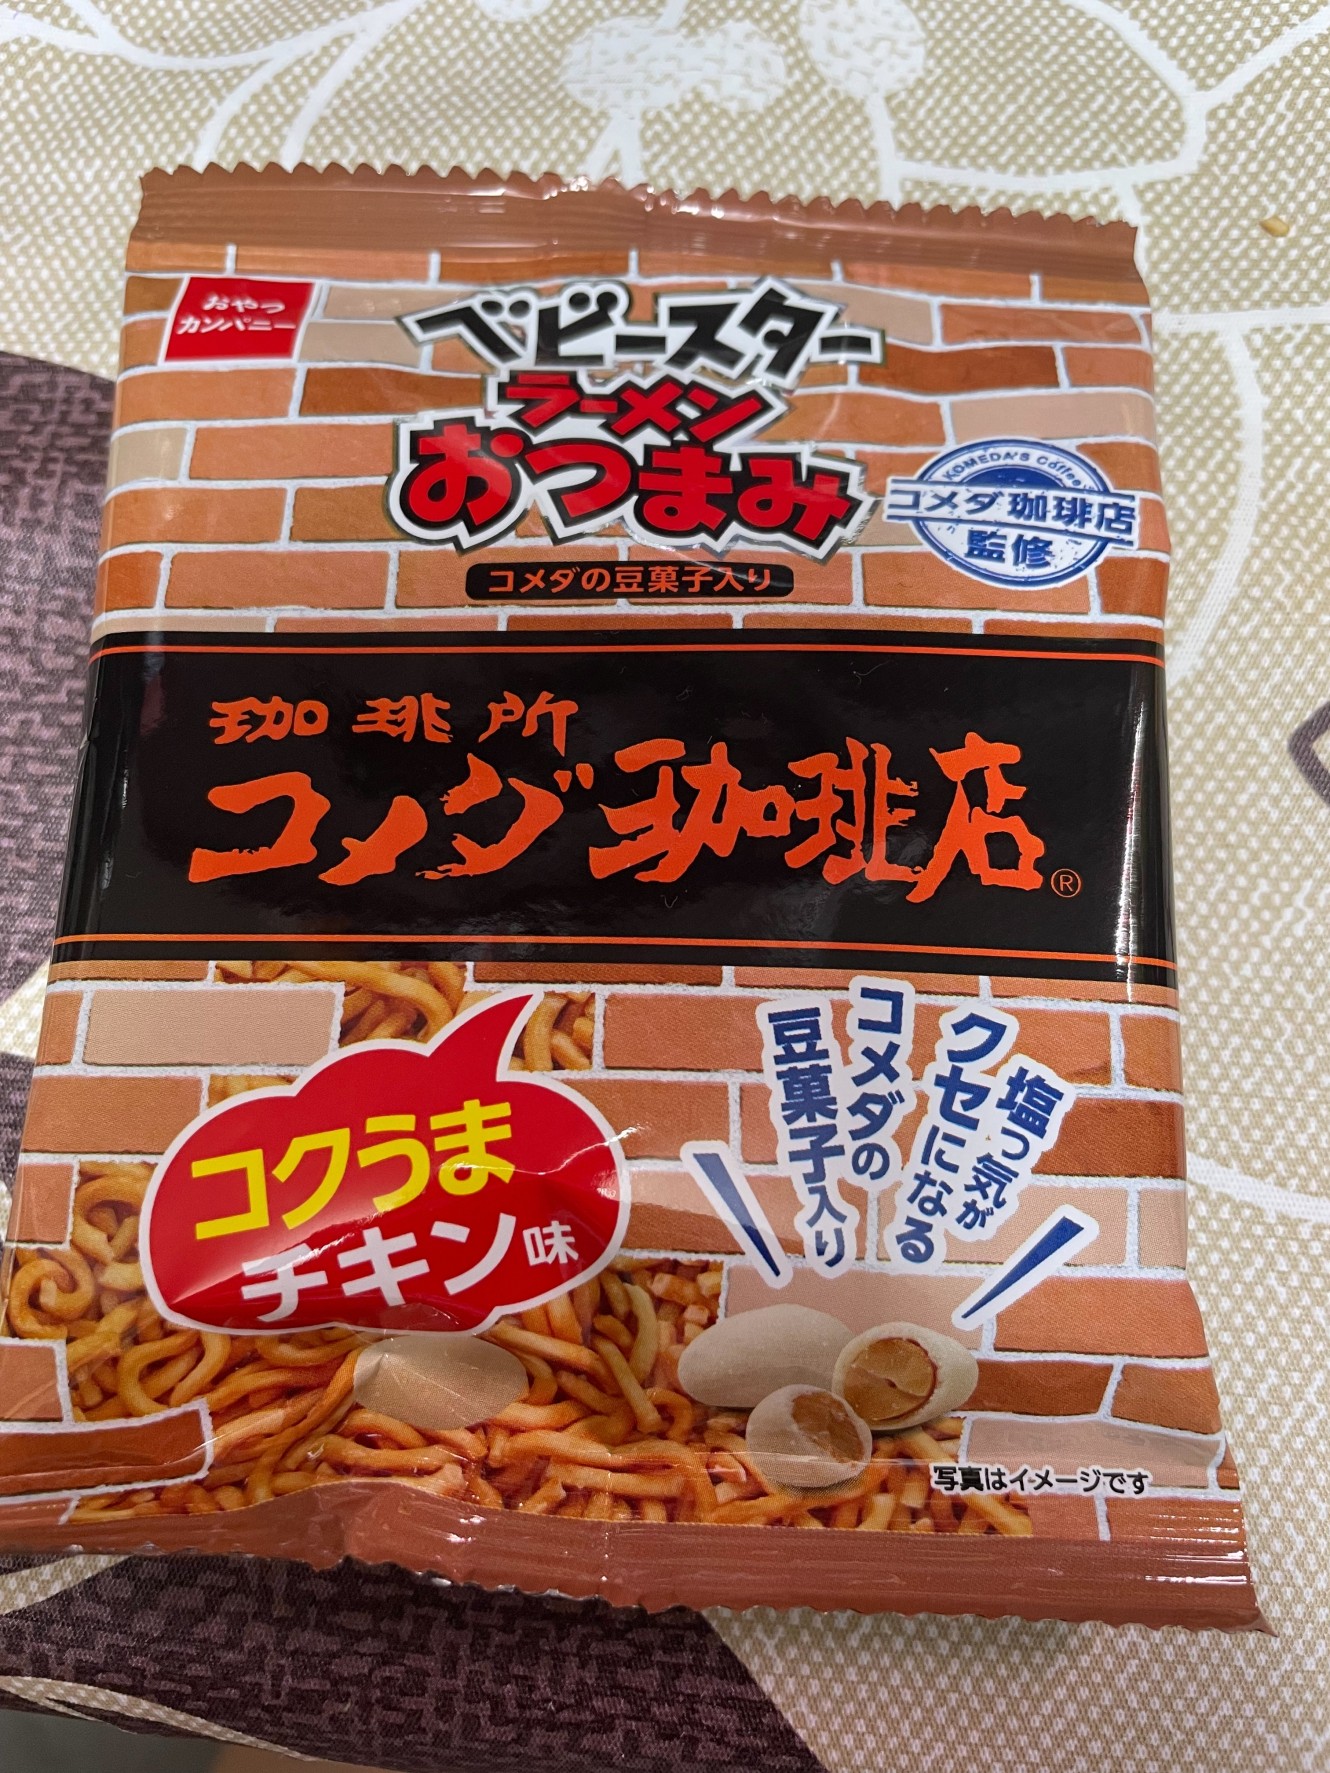 おやつ
カンパニー
ベビースター
ラーメン
おつまみ
コメダの豆菓子入り
KOMEDA'S Coffee
コメダ珈琲店
監修
珈琲所
コメダ珈琲店®
コクうま
チキン味
塩っ気が
クセになる
コメダの
豆菓子入り
写真はイメージです